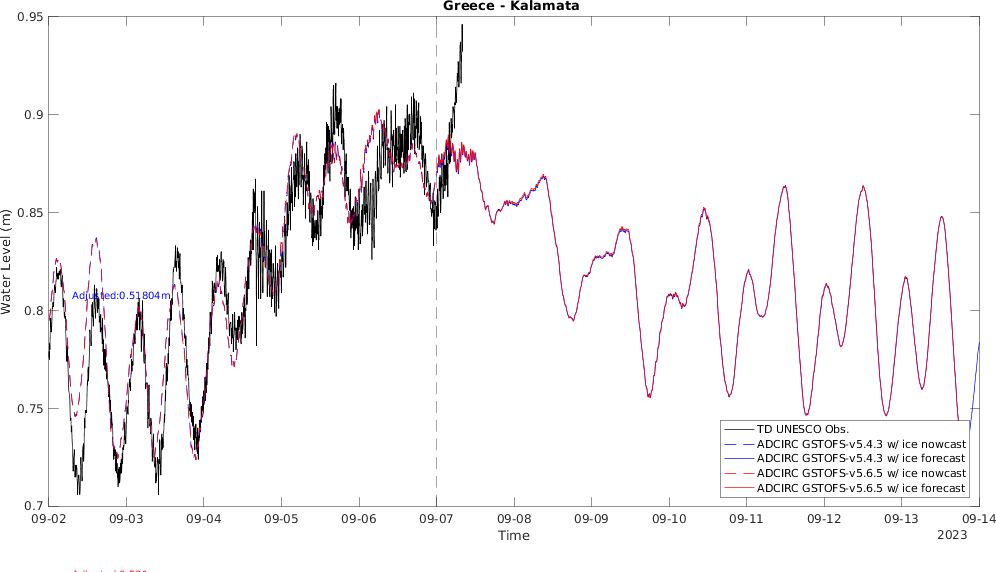 Greece - Kalamata
0.95
0.9
0.85
0.8
0.75
0.7
Water Level (m)
Adjusted:0.51804m
TD UNESCO Obs.
ADCIRC GSTOFS-v5.4.3 w/ ice nowcast
ADCIRC GSTOFS-v5.4.3 w/ ice forecast
ADCIRC GSTOFS-v5.6.5 w/ ice nowcast
ADCIRC GSTOFS-v5.6.5 w/ ice forecast
09-02 09-03 09-04 09-05 09-06 09-07 09-08 09-09 09-10 09-11 09-12 09-13 09-14
Time
2023